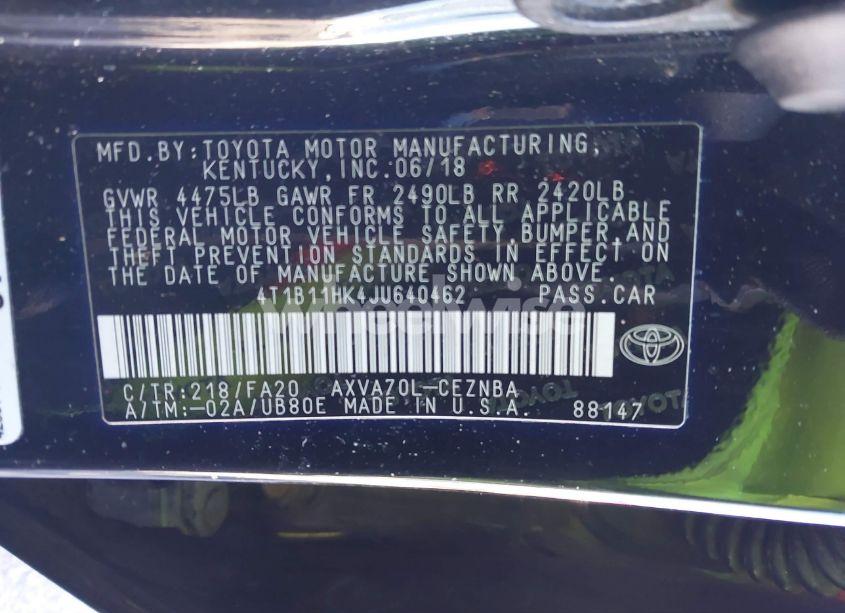 MFD.BY:TOYOTA MOTOR MANUFACTURING,
KENTUCKY,INC.06/18
GVWR 4475LB GAWR FR 2490LB RR 2420LB
THIS VEHICLE CONFORMS TO ALL APPLICABLE
FEDERAL MOTOR VEHICLE SAFETY,BUMPER,AND
THEFT PREVENTION STANDARDS IN EFFECT ON
THE DATE OF MANUFACTURE SHOWN ABOVE.
4T1B11HK4JU640462 PASS.CAR
Wheelwise
C/TR:218/FA20 AXVA70L-CEZNBA
A/TM:-02A/UB80E MADE IN U.S.A. 88147
TOYOTA